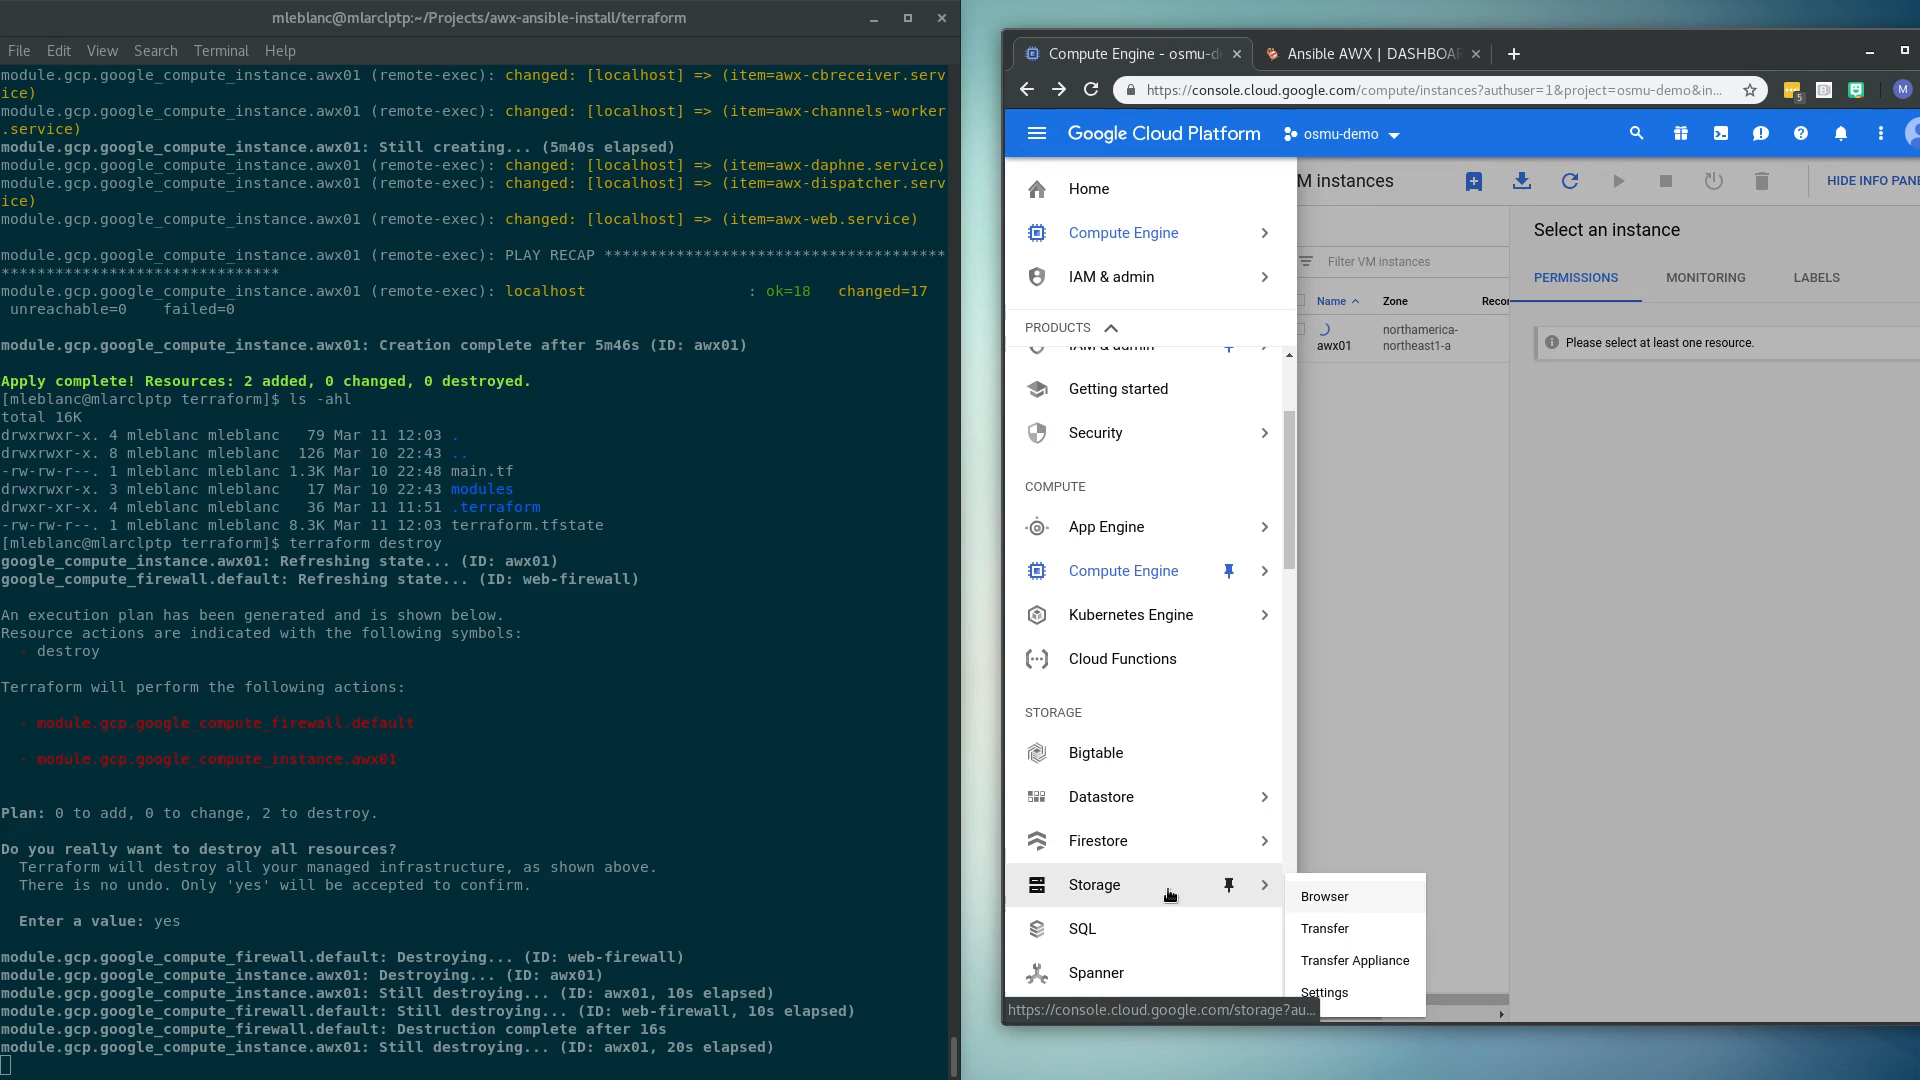 mleblanc@mlarclptp:~/Projects/awx-ansible-install/terraform
File Edit View Search Terminal Help
module.gcp.google_compute_instance.awx01 (remote-exec): changed: [localhost] => (item=awx-cbreceiver.serv
ice)
module.gcp.google_compute_instance.awx01 (remote-exec): changed: [localhost] => (item=awx-channels-worker
.service)
module.gcp.google_compute_instance.awx01: Still creating... (5m40s elapsed)
module.gcp.google_compute_instance.awx01 (remote-exec): changed: [localhost] => (item=awx-daphne.service)
module.gcp.google_compute_instance.awx01 (remote-exec): changed: [localhost] => (item=awx-dispatcher.serv
ice)
module.gcp.google_compute_instance.awx01 (remote-exec): changed: [localhost] => (item=awx-web.service)
module.gcp.google_compute_instance.awx01 (remote-exec): PLAY RECAP **************************************
*******************************
module.gcp.google_compute_instance.awx01 (remote-exec): localhost : ok=18 changed=17
unreachable=0 failed=0
module.gcp.google_compute_instance.awx01: Creation complete after 5m46s (ID: awx01)
Apply complete! Resources: 2 added, 0 changed, 0 destroyed.
[mleblanc@mlarclptp terraform]$ ls -ahl
total 16K
drwxrwxr-x. 4 mleblanc mleblanc 79 Mar 11 12:03 .
drwxrwxr-x. 8 mleblanc mleblanc 126 Mar 10 22:43 ..
-rw-rw-r--. 1 mleblanc mleblanc 1.3K Mar 10 22:48 main.tf
drwxrwxr-x. 3 mleblanc mleblanc 17 Mar 10 22:43 modules
drwxr-xr-x. 4 mleblanc mleblanc 36 Mar 11 11:51 .terraform
-rw-rw-r--. 1 mleblanc mleblanc 8.3K Mar 11 12:03 terraform.tfstate
[mleblanc@mlarclptp terraform]$ terraform destroy
google_compute_instance.awx01: Refreshing state... (ID: awx01)
google_compute_firewall.default: Refreshing state... (ID: web-firewall)
An execution plan has been generated and is shown below.
Resource actions are indicated with the following symbols:
- destroy
Terraform will perform the following actions:
- module.gcp.google_compute_firewall.default
- module.gcp.google_compute_instance.awx01
Plan: 0 to add, 0 to change, 2 to destroy.
Do you really want to destroy all resources?
Terraform will destroy all your managed infrastructure, as shown above.
There is no undo. Only 'yes' will be accepted to confirm.
Enter a value: yes
module.gcp.google_compute_firewall.default: Destroying... (ID: web-firewall)
module.gcp.google_compute_instance.awx01: Destroying... (ID: awx01)
module.gcp.google_compute_instance.awx01: Still destroying... (ID: awx01, 10s elapsed)
module.gcp.google_compute_firewall.default: Still destroying... (ID: web-firewall, 10s elapsed)
module.gcp.google_compute_firewall.default: Destruction complete after 16s
module.gcp.google_compute_instance.awx01: Still destroying... (ID: awx01, 20s elapsed)
Compute Engine - osmu-de
Ansible AWX | DASHBOAR
https://console.cloud.google.com/compute/instances?authuser=1&project=osmu-demo&in...
5
M
Google Cloud Platform
osmu-demo
Home
Compute Engine
IAM & admin
PRODUCTS
IAM & admin
Getting started
Security
COMPUTE
App Engine
Compute Engine
Kubernetes Engine
Cloud Functions
STORAGE
Bigtable
Datastore
Firestore
Storage
SQL
Spanner
Browser
Transfer
Transfer Appliance
Settings
https://console.cloud.google.com/storage?au...
M instances
HIDE INFO PANE
Filter VM instances
Name Zone Recor
awx01 northamerica-
northeast1-a
Select an instance
PERMISSIONS MONITORING LABELS
Please select at least one resource.